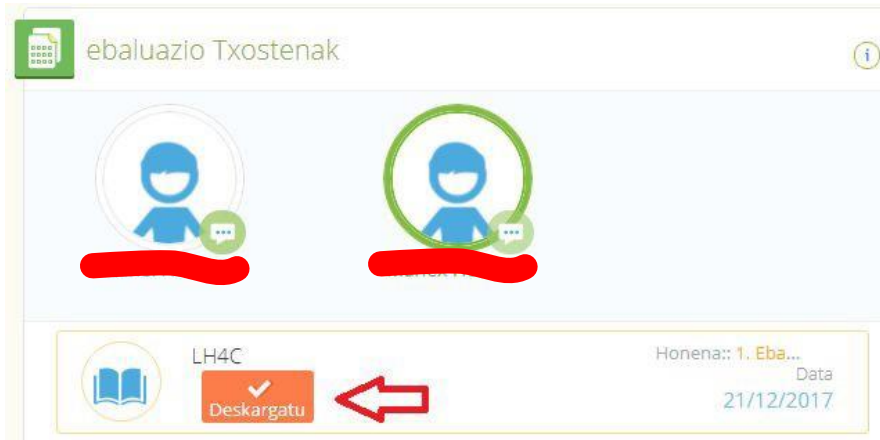 ebaluazio Txostenak
i
LH4C
Deskargatu
Honena:: 1. Eba...
Data
21/12/2017